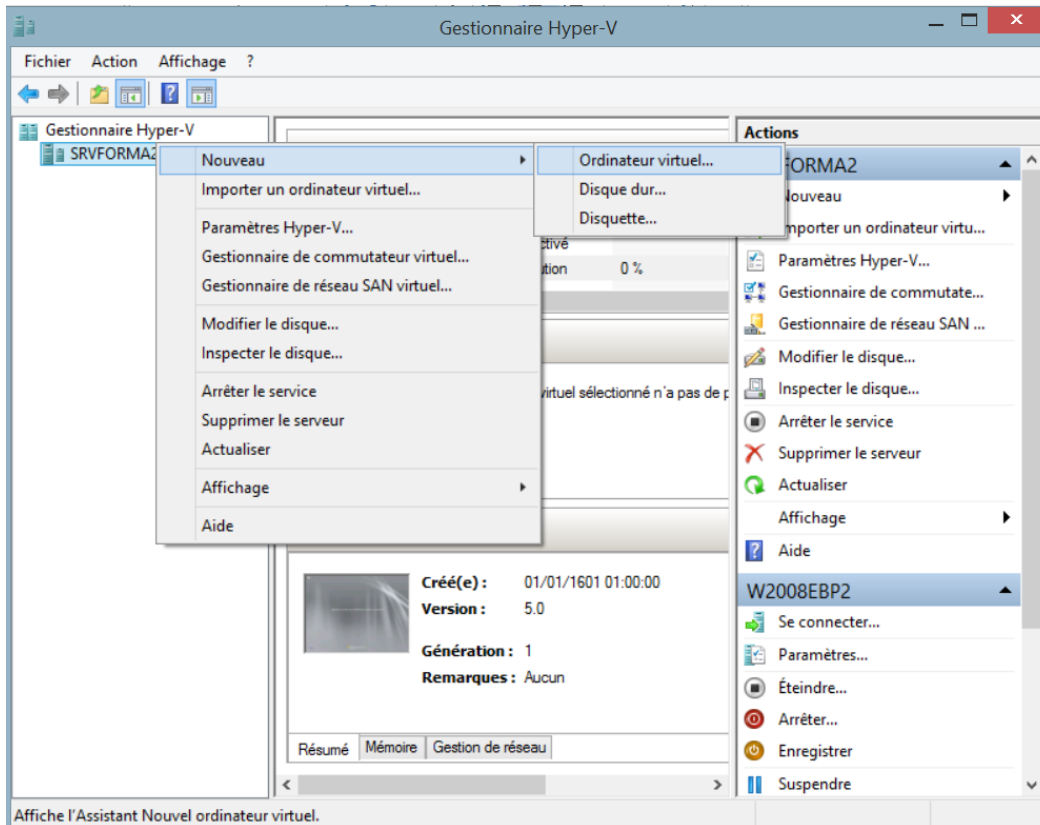 Gestionnaire Hyper-V
Fichier Action Affichage ?
Gestionnaire Hyper-V
SRVFORMA2
Nouveau
Importer un ordinateur virtuel...
Paramètres Hyper-V...
Gestionnaire de commutateur virtuel...
Gestionnaire de réseau SAN virtuel...
Modifier le disque...
Inspecter le disque...
Arrêter le service
Supprimer le serveur
Actualiser
Affichage
Aide
Ordinateur virtuel...
Disque dur...
Disquette...
0 %
virtuel sélectionné n'a pas de
Créé(e) : 01/01/1601 01:00:00
Version : 5.0
Génération : 1
Remarques : Aucun
Résumé Mémoire Gestion de réseau
Actions
FORMA2
Nouveau
mporter un ordinateur virtu...
Paramètres Hyper-V...
Gestionnaire de commutate...
Gestionnaire de réseau SAN ...
Modifier le disque...
Inspecter le disque...
Arrêter le service
Supprimer le serveur
Actualiser
Affichage
Aide
W2008EBP2
Se connecter...
Paramètres...
Éteindre...
Arrêter...
Enregistrer
Suspendre
Affiche l'Assistant Nouvel ordinateur virtuel.